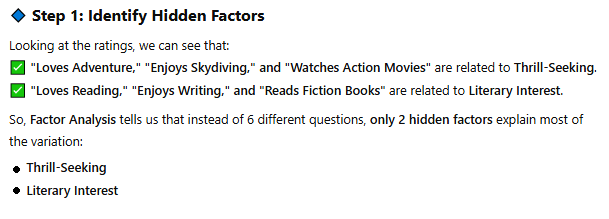 🔷 Step 1: Identify Hidden Factors
Looking at the ratings, we can see that:
✅ "Loves Adventure," "Enjoys Skydiving," and "Watches Action Movies" are related to Thrill-Seeking.
✅ "Loves Reading," "Enjoys Writing," and "Reads Fiction Books" are related to Literary Interest.
So, Factor Analysis tells us that instead of 6 different questions, only 2 hidden factors explain most of
the variation:
● Thrill-Seeking
● Literary Interest